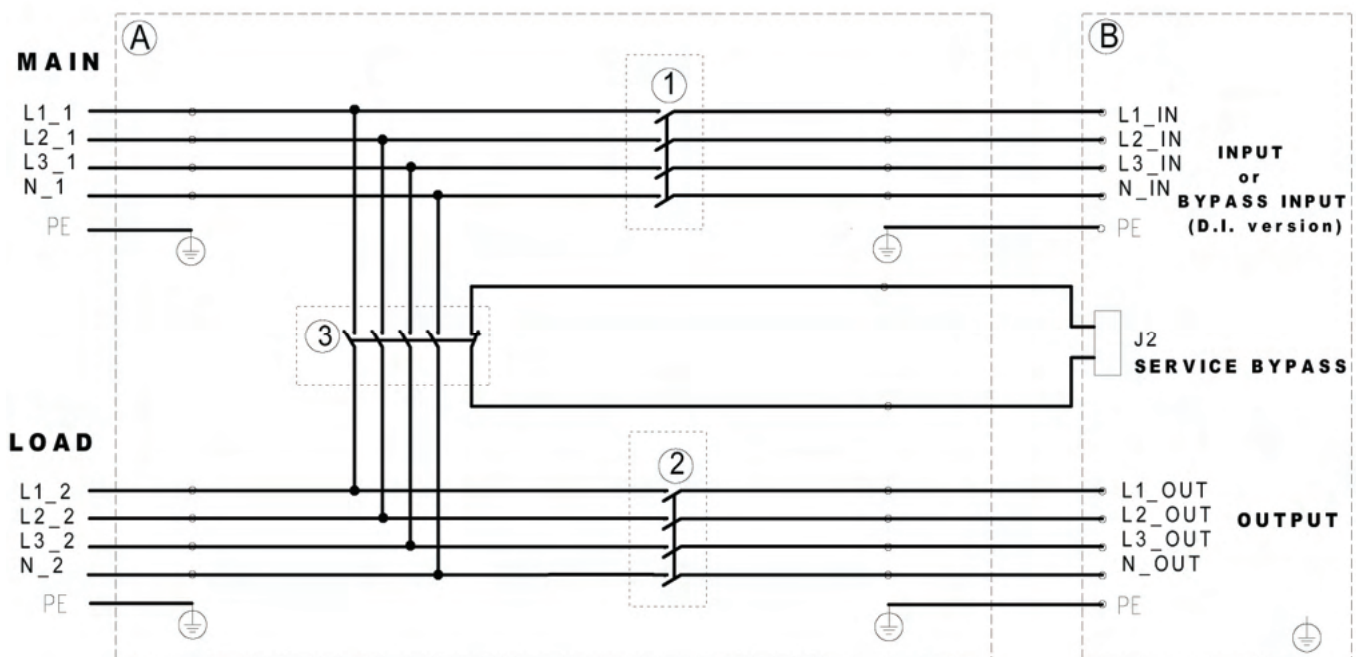 A
B
MAIN
1
L1_1
L2_1
L3_1
N_1
PE
L1_IN
L2_IN
L3_IN
N_IN
PE
INPUT
or
BYPASS INPUT
(D.I. version)
3
J2
SERVICE BYPASS
LOAD
2
L1_2
L2_2
L3_2
N_2
PE
L1_OUT
L2_OUT
L3_OUT
N_OUT
PE
OUTPUT